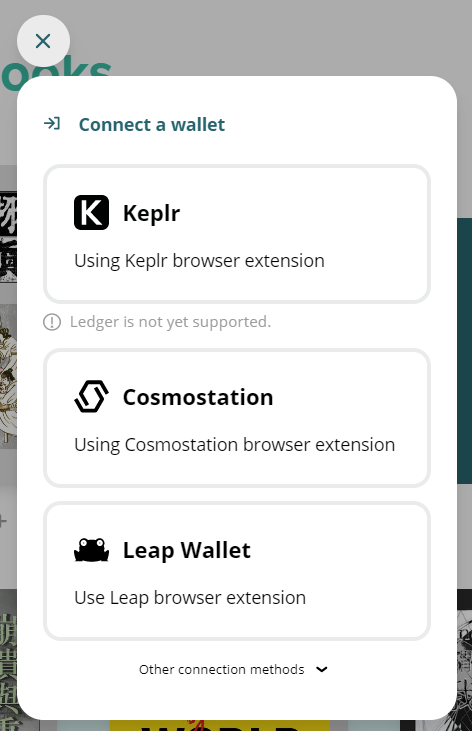 ooks
Connect a wallet
Keplr
Using Keplr browser extension
Ledger is not yet supported.
Cosmostation
Using Cosmostation browser extension
Leap Wallet
Use Leap browser extension
Other connection methods